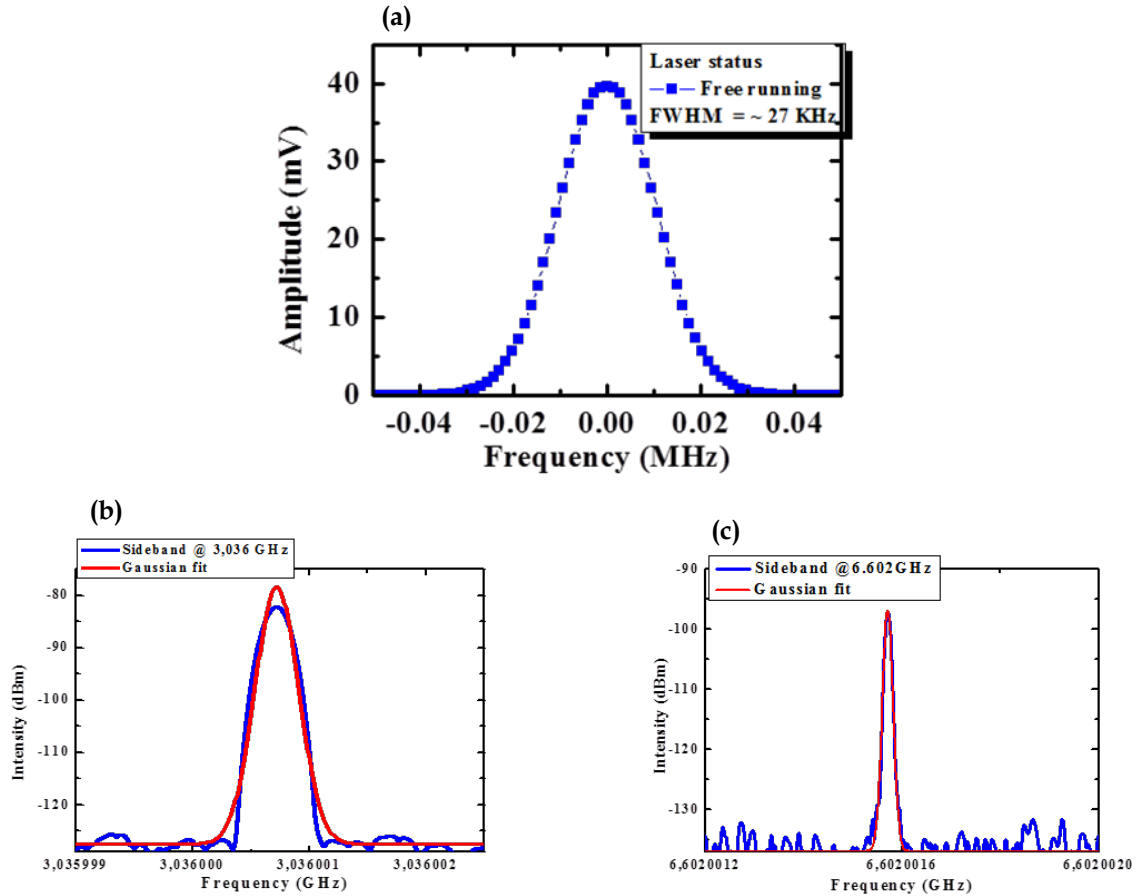 (a)
Laser status
Free running
FWHM = ~ 27 KHz
40
30
20
10
0
Amplitude (mV)
-0.04 -0.02 0.00 0.02 0.04
Frequency (MHz)
(b)
Sideband @ 3,036 GHz
Gaussian fit
-80
-90
-100
-110
-120
Intensity (dBm)
3,035999 3,036000 3,036001 3,036002
Frequency (GHz)
(c)
Sideband @6.602GHz
Gaussian fit
-90
-100
-110
-120
-130
Intensity (dBm)
6,6020012 6,6020016 6,6020020
Frequency (GHz)